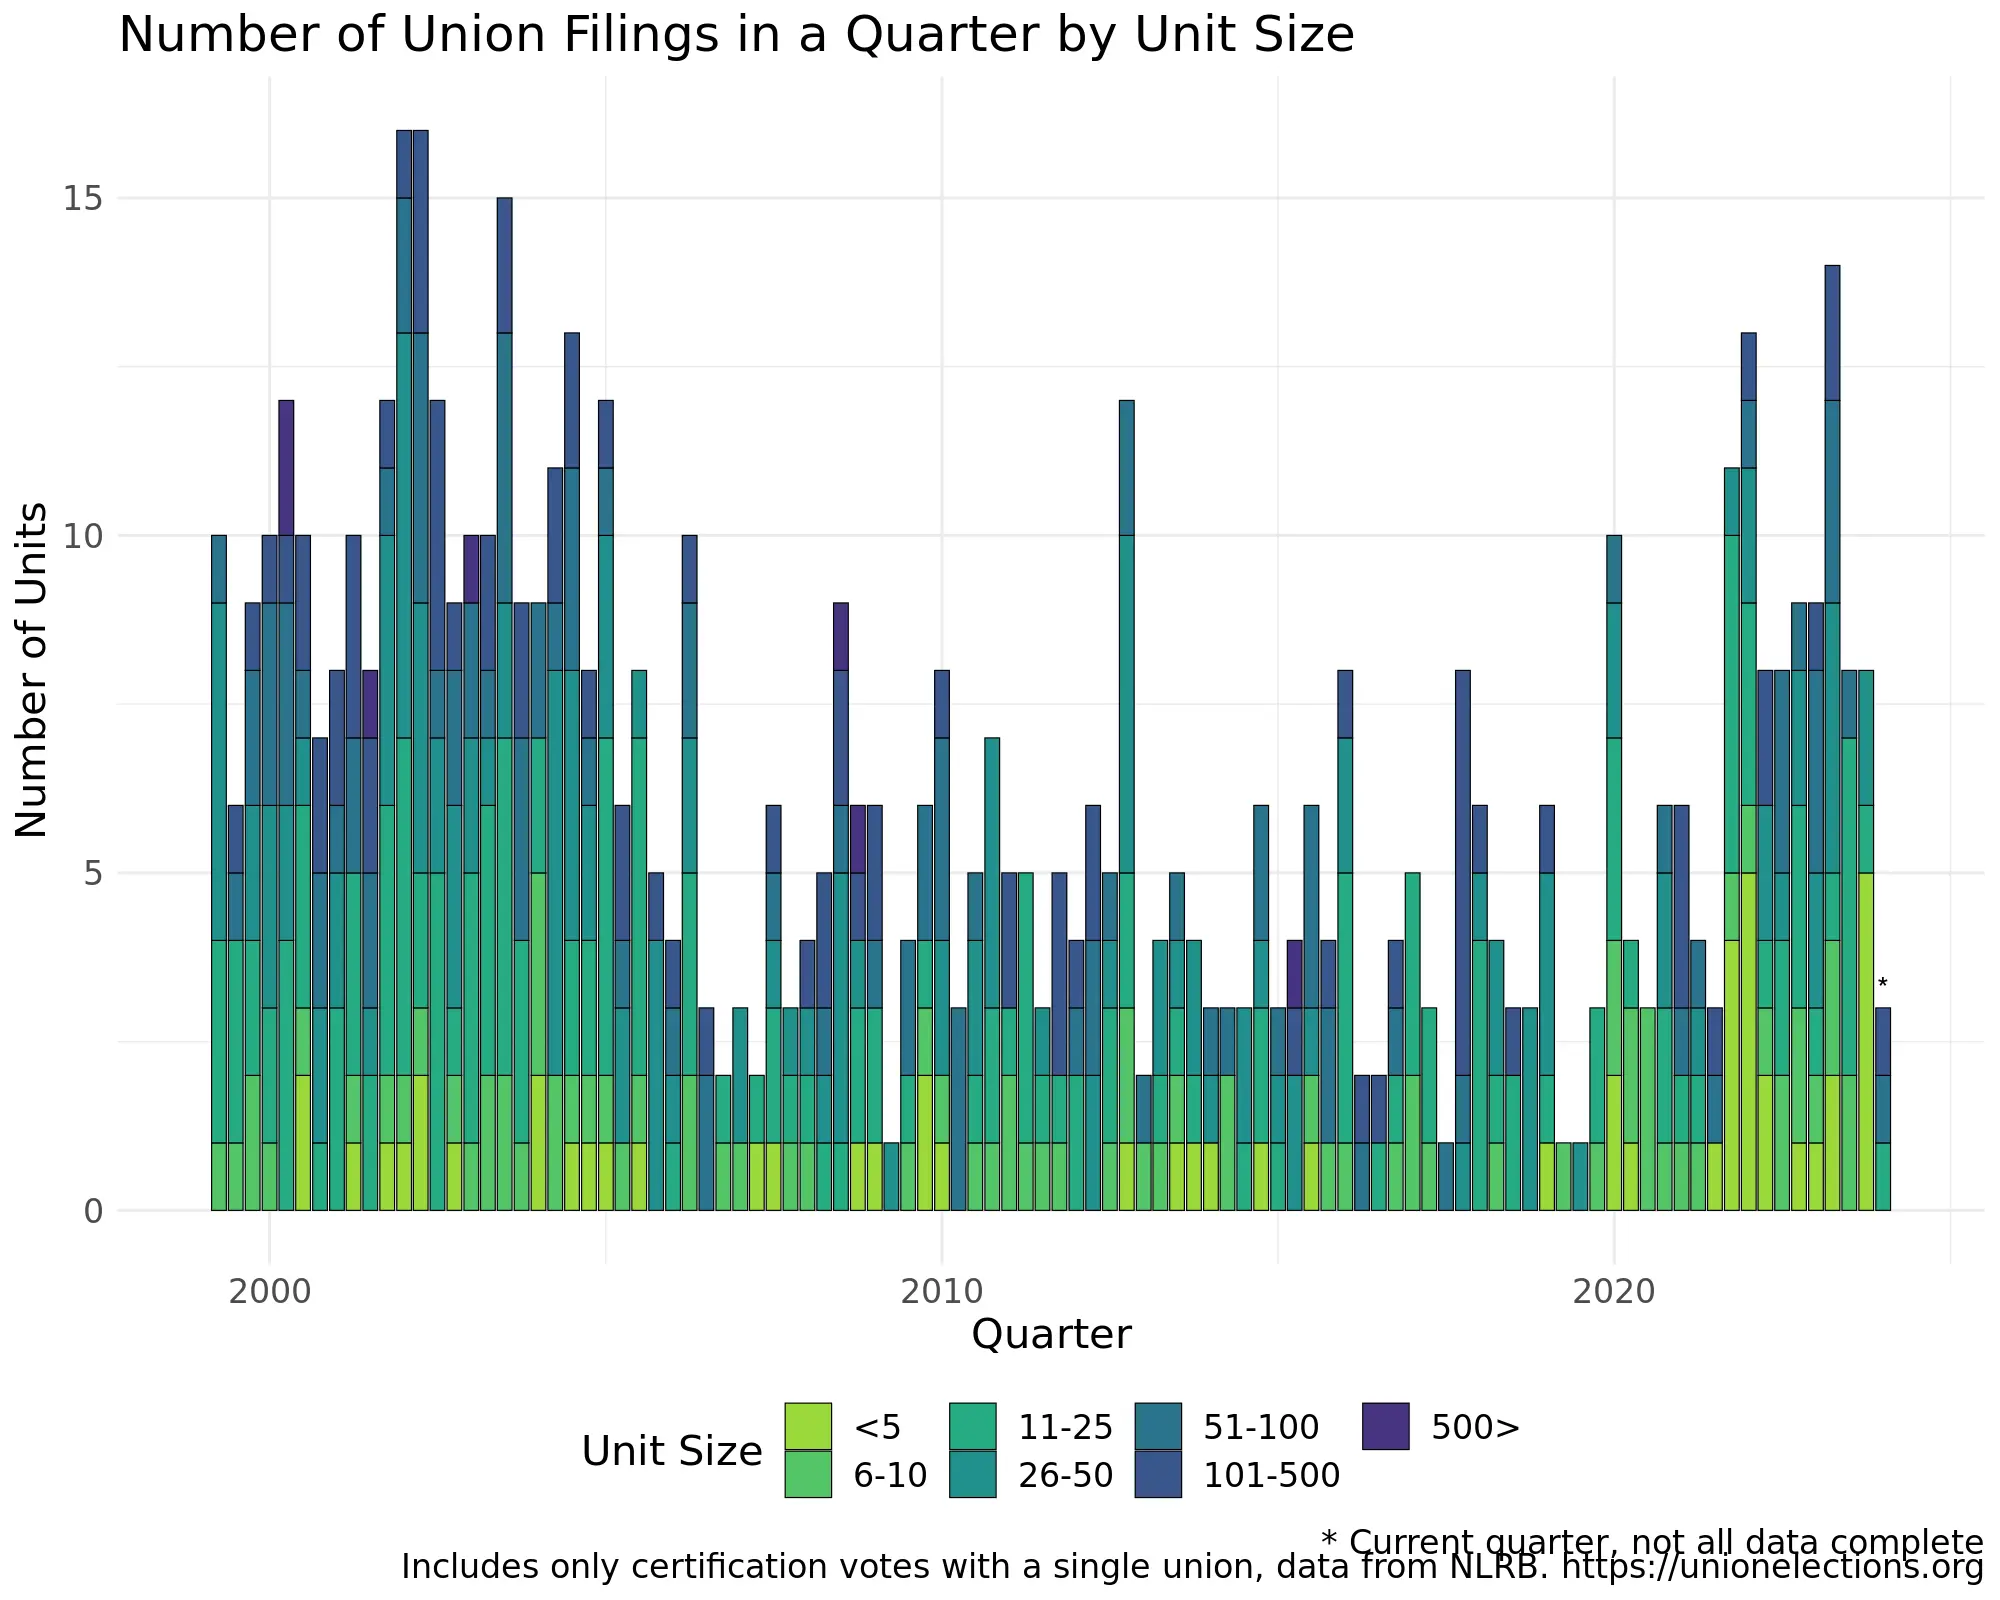 Number of Union Filings in a Quarter by Unit Size
Number of Units
15
10
5
0
*
2000 2010 2020
Quarter
Unit Size
<5 11-25 51-100 500>
6-10 26-50 101-500
* Current quarter, not all data complete
Includes only certification votes with a single union, data from NLRB. https://unionelections.org